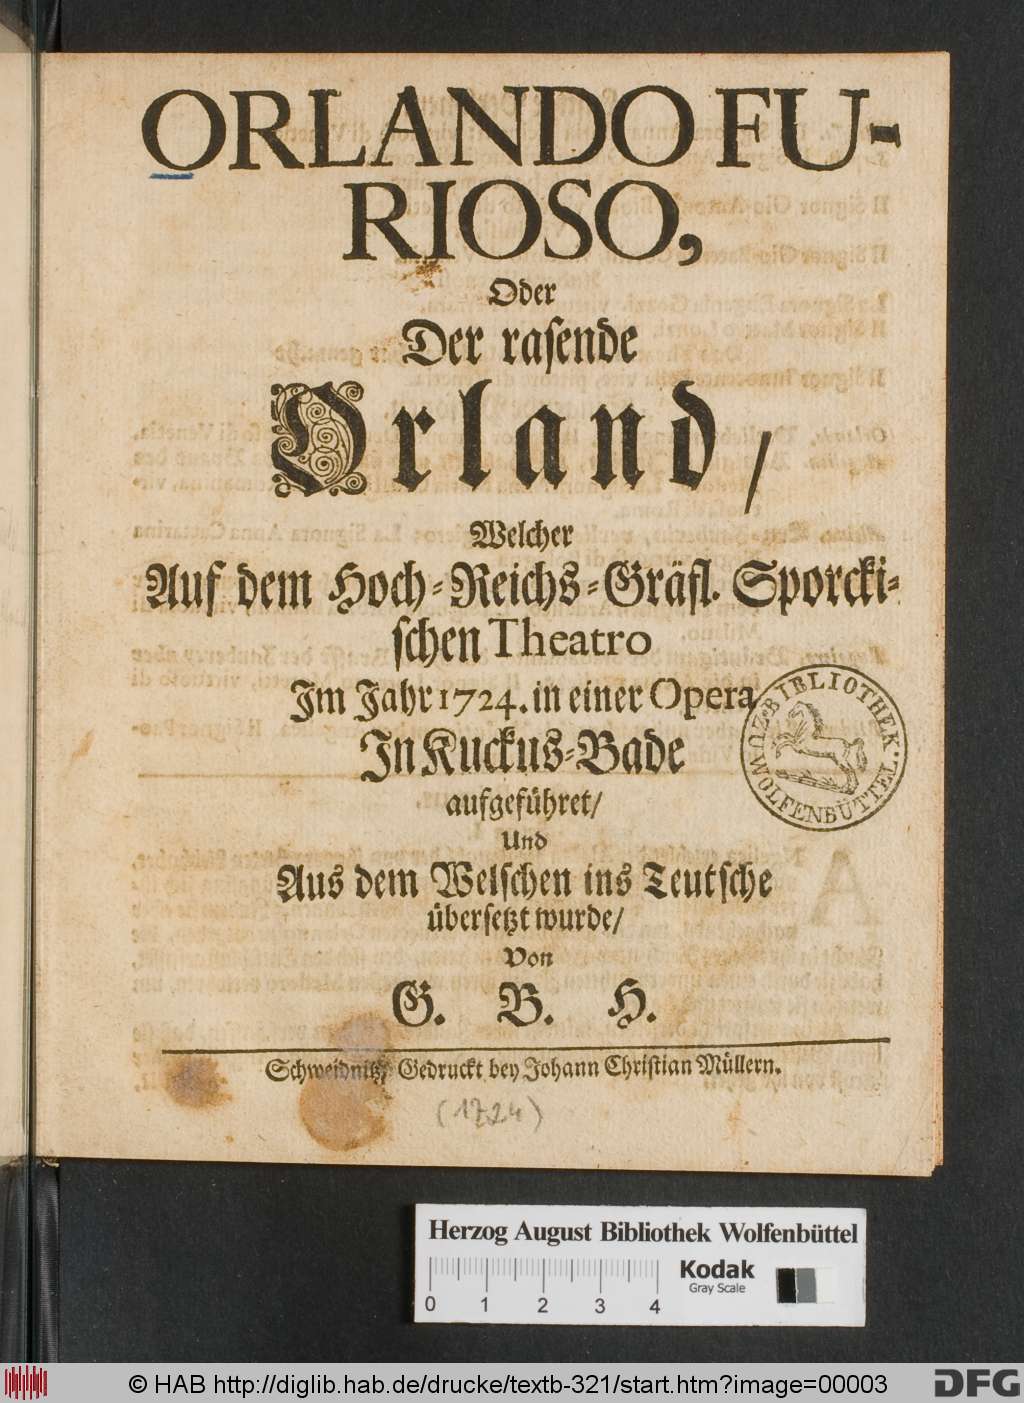 ORLANDO FU-
RIOSO,
Oder
Der rasende
Orland/
Welcher
Auf dem Hoch-Reichs-Gräfl. Sporcki-
schen Theatro
Im Jahr 1724. in einer Opera
In Kuckus-Bade
aufgeführet/
Und
Aus dem Welschen ins Teutsche
übersetzt wurde/
Von
G. B. H.
Schweidnitz, Gedruckt bey Johann Christian Müllern.
(1724)
BIBLIOTHEK ZU WOLFENBÜTTEL.
Herzog August Bibliothek Wolfenbüttel
Kodak
Gray Scale
0 1 2 3 4
© HAB http://diglib.hab.de/drucke/textb-321/start.htm?image=00003
DFG